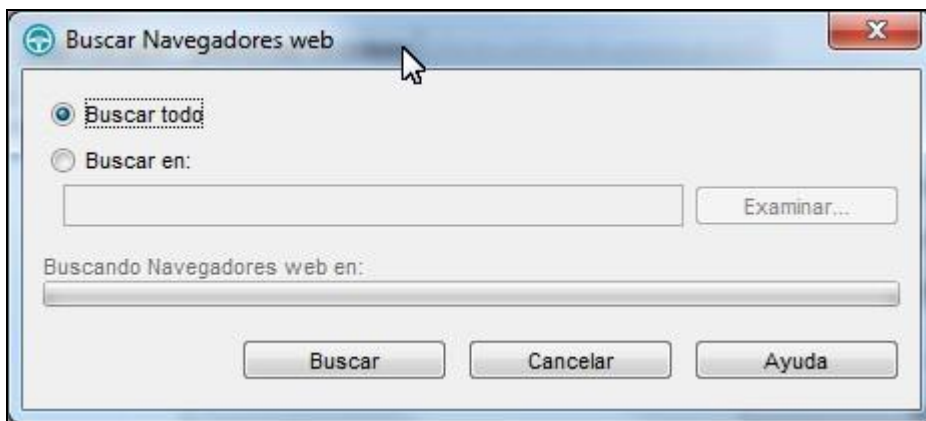 Buscar Navegadores web
Buscar todo
Buscar en:
Examinar...
Buscando Navegadores web en:
Buscar Cancelar Ayuda